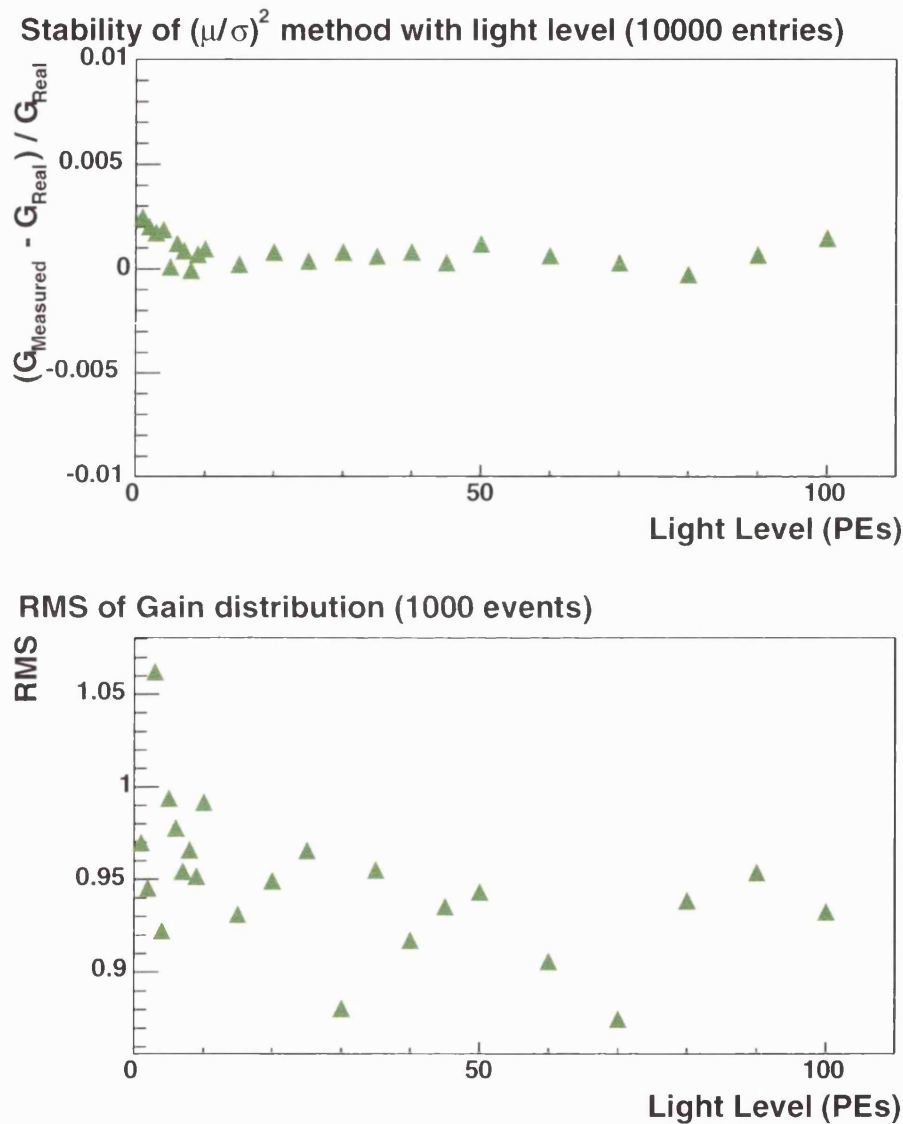 Stability of (μ/σ)² method with light level (10000 entries)
(G_Measured - G_Real) / G_Real
0.01
0.005
0
-0.005
-0.01
0
50
100
Light Level (PEs)
RMS of Gain distribution (1000 events)
RMS
1.05
1
0.95
0.9
0
50
100
Light Level (PEs)